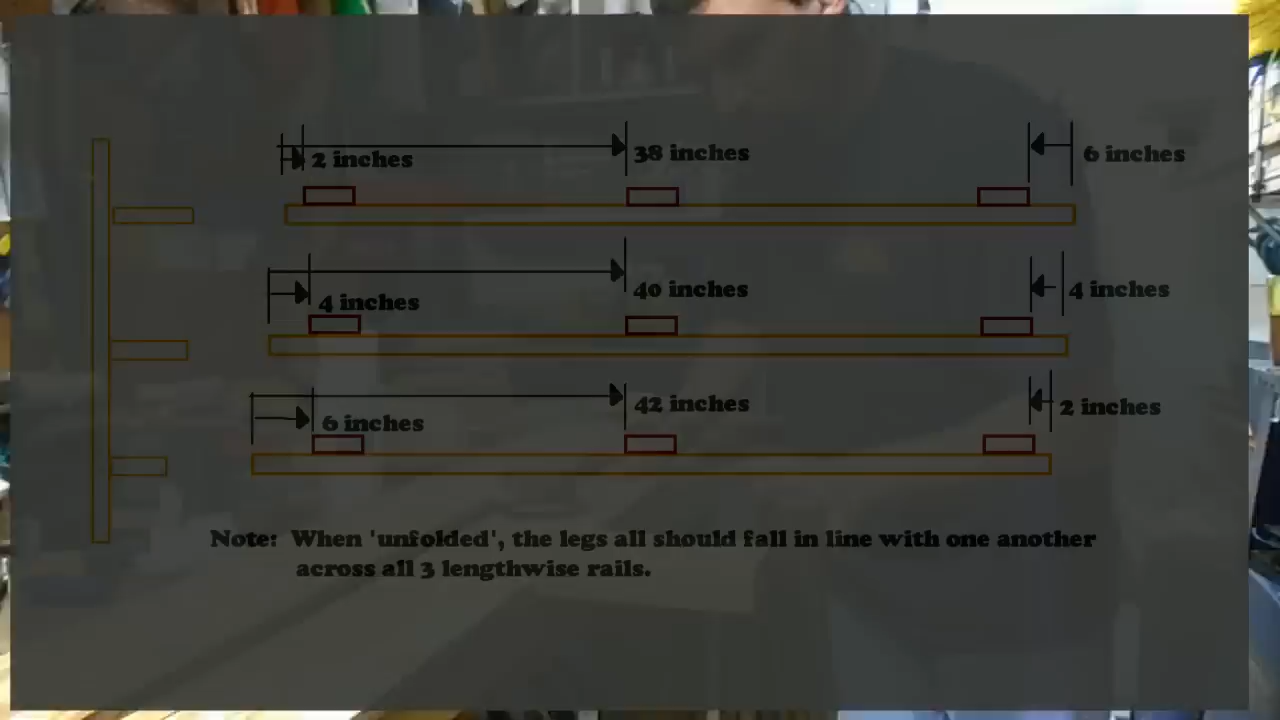 2 inches
38 inches
6 inches
4 inches
40 inches
4 inches
6 inches
42 inches
2 inches
Note: When 'unfolded', the legs all should fall in line with one another
across all 3 lengthwise rails.